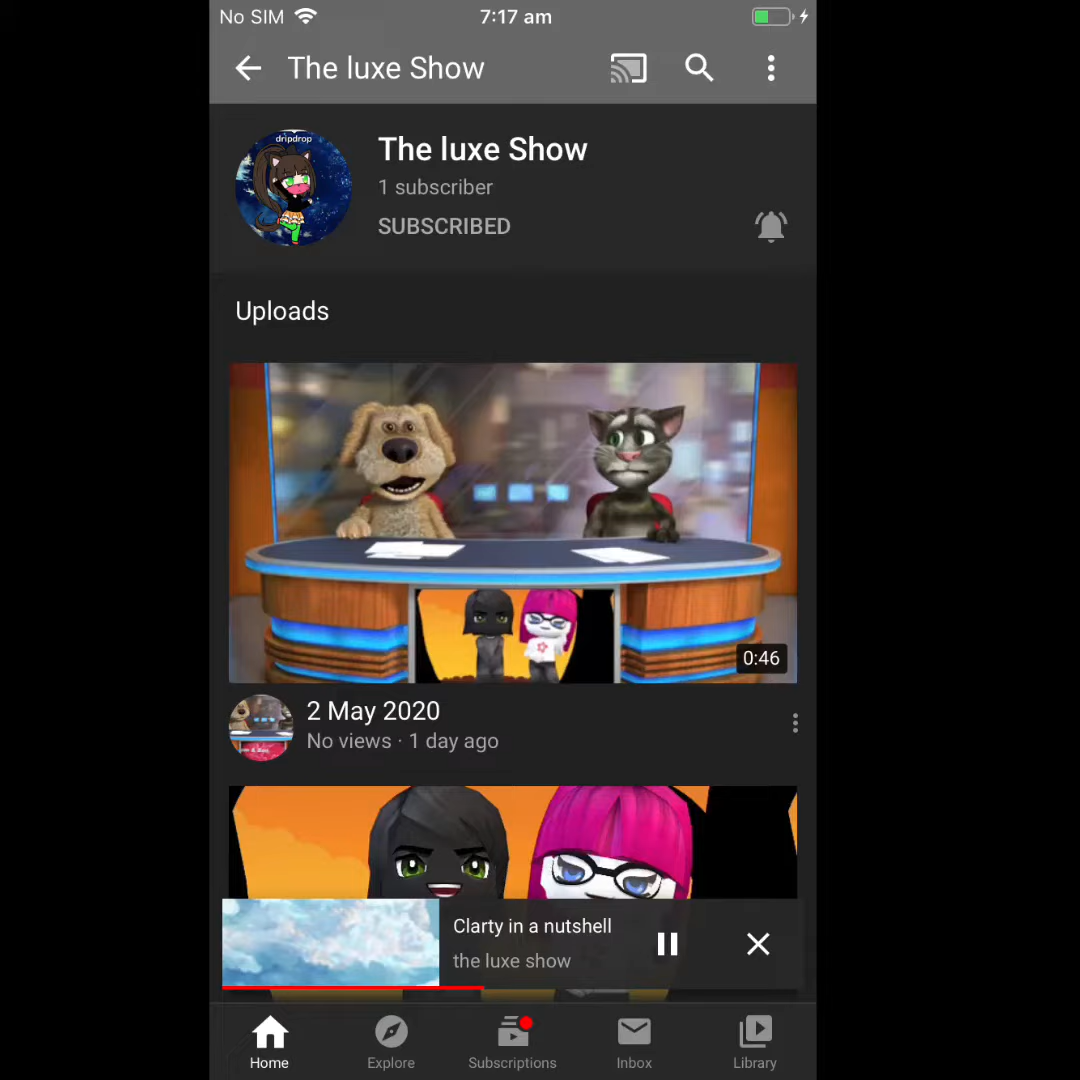 No SIM 7:17 am
The luxe Show
dripdrop
The luxe Show
1 subscriber
SUBSCRIBED
Uploads
0:46
2 May 2020
No views · 1 day ago
Clarty in a nutshell
the luxe show
Home Explore Subscriptions Inbox Library